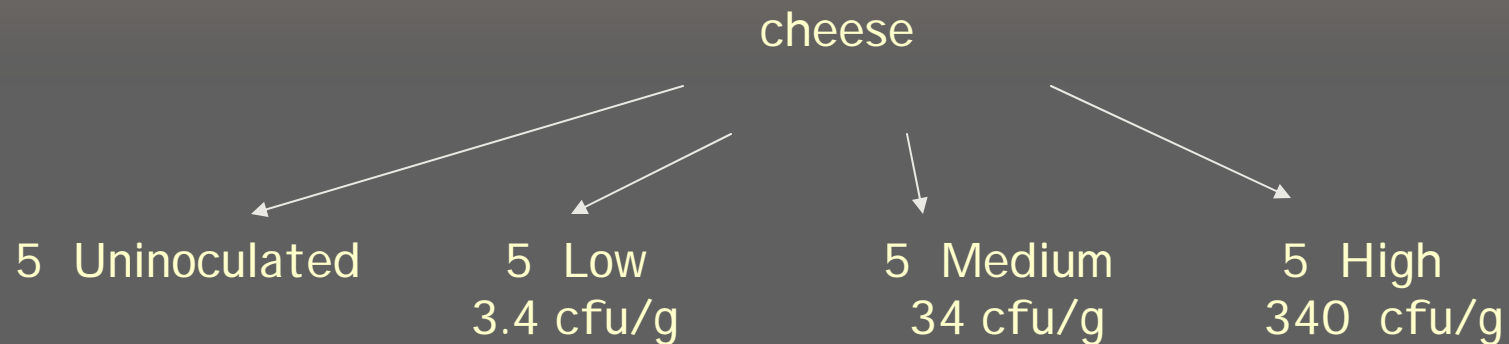 cheese
5 Uninoculated 5 Low 5 Medium 5 High
3.4 cfu/g 34 cfu/g 340 cfu/g